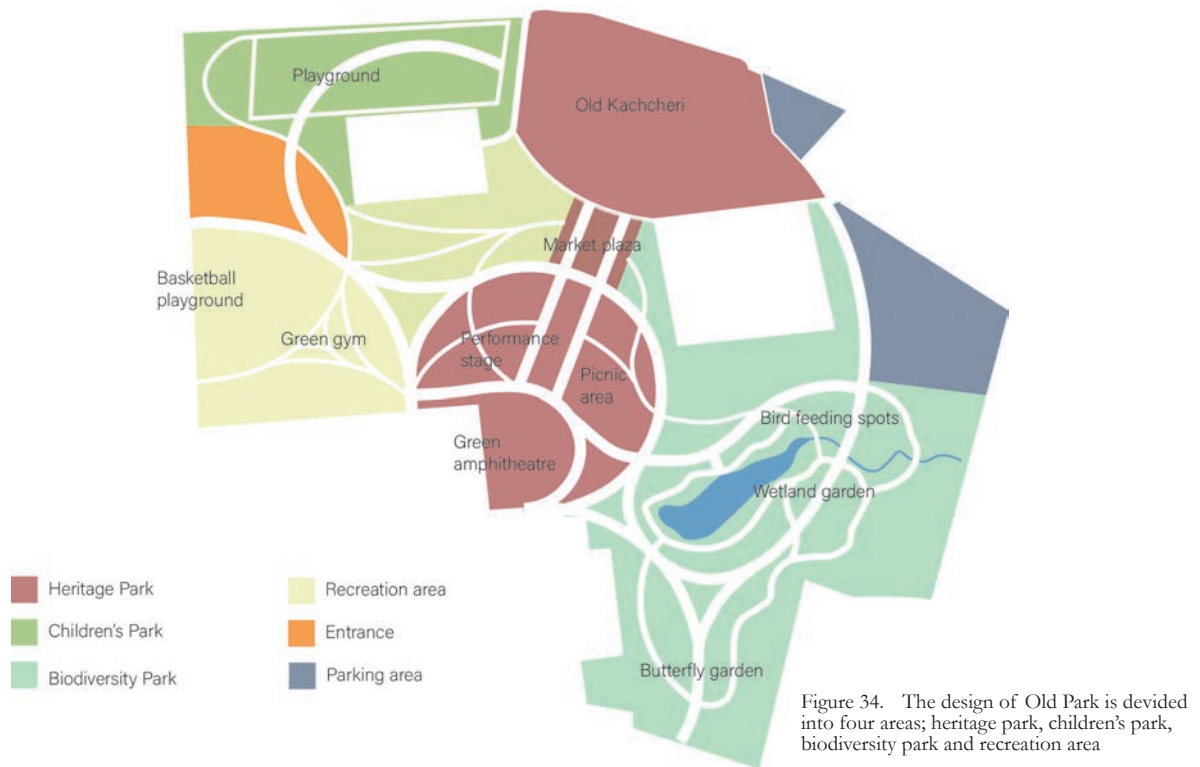 Playground
Old Kachcheri
Market plaza
Basketball
playground
Green gym
Performance
stage
Picnic
area
Bird feeding spots
Green
amphitheatre
Wetland garden
Butterfly garden
Heritage Park
Children's Park
Biodiversity Park
Recreation area
Entrance
Parking area
Figure 34. The design of Old Park is devided
into four areas; heritage park, children's park,
biodiversity park and recreation area